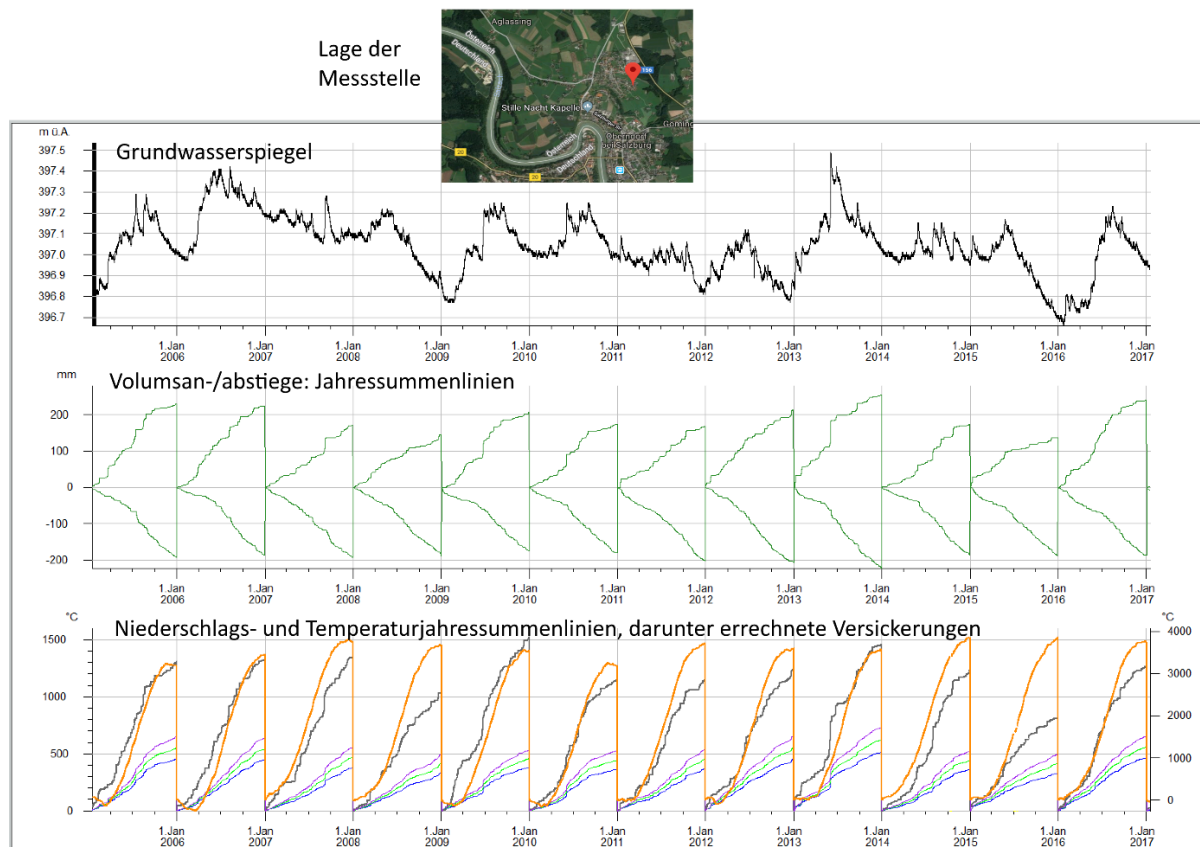 Lage der
Messstelle
Aglassing
Österreich
Deutschland
156
Stille Nacht Kapelle
Oberndorf
bei Salzburg
Österreich
Deutschland
20
20
m ü.A.
Grundwasserspiegel
397.5
397.4
397.3
397.2
397.1
397.0
396.9
396.8
396.7
1.Jan 1.Jan 1.Jan 1.Jan 1.Jan 1.Jan 1.Jan 1.Jan 1.Jan 1.Jan 1.Jan 1.Jan
2006 2007 2008 2009 2010 2011 2012 2013 2014 2015 2016 2017
mm
Volumsan-/abstiege: Jahressummenlinien
200
100
0
-100
-200
1.Jan 1.Jan 1.Jan 1.Jan 1.Jan 1.Jan 1.Jan 1.Jan 1.Jan 1.Jan 1.Jan 1.Jan
2006 2007 2008 2009 2010 2011 2012 2013 2014 2015 2016 2017
°C °C
Niederschlags- und Temperaturjahressummenlinien, darunter errechnete Versickerungen
1500 4000
1000 3000
2000
500 1000
0 0
1.Jan 1.Jan 1.Jan 1.Jan 1.Jan 1.Jan 1.Jan 1.Jan 1.Jan 1.Jan 1.Jan 1.Jan
2006 2007 2008 2009 2010 2011 2012 2013 2014 2015 2016 2017